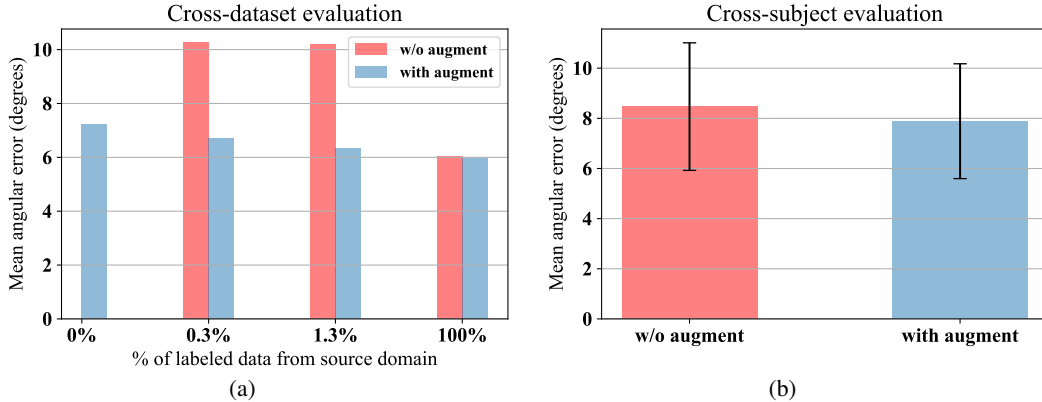 Cross-dataset evaluation
Mean angular error (degrees)
10
8
6
4
2
0
w/o augment
with augment
0% 0.3% 1.3% 100%
% of labeled data from source domain
(a)
Cross-subject evaluation
Mean angular error (degrees)
10
8
6
4
2
0
w/o augment with augment
(b)